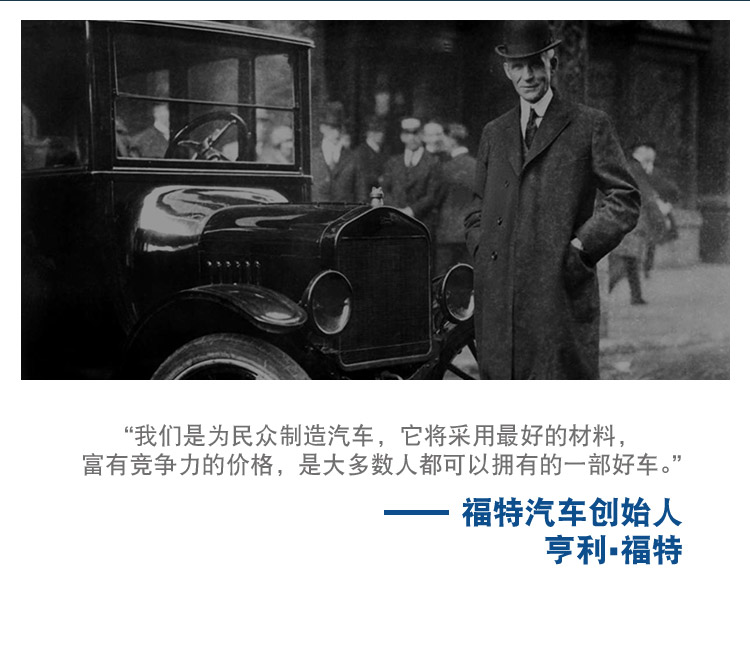 “我们是为民众制造汽车，它将采用最好的材料，
富有竞争力的价格，是大多数人都可以拥有的一部好车。”
—— 福特汽车创始人
亨利·福特